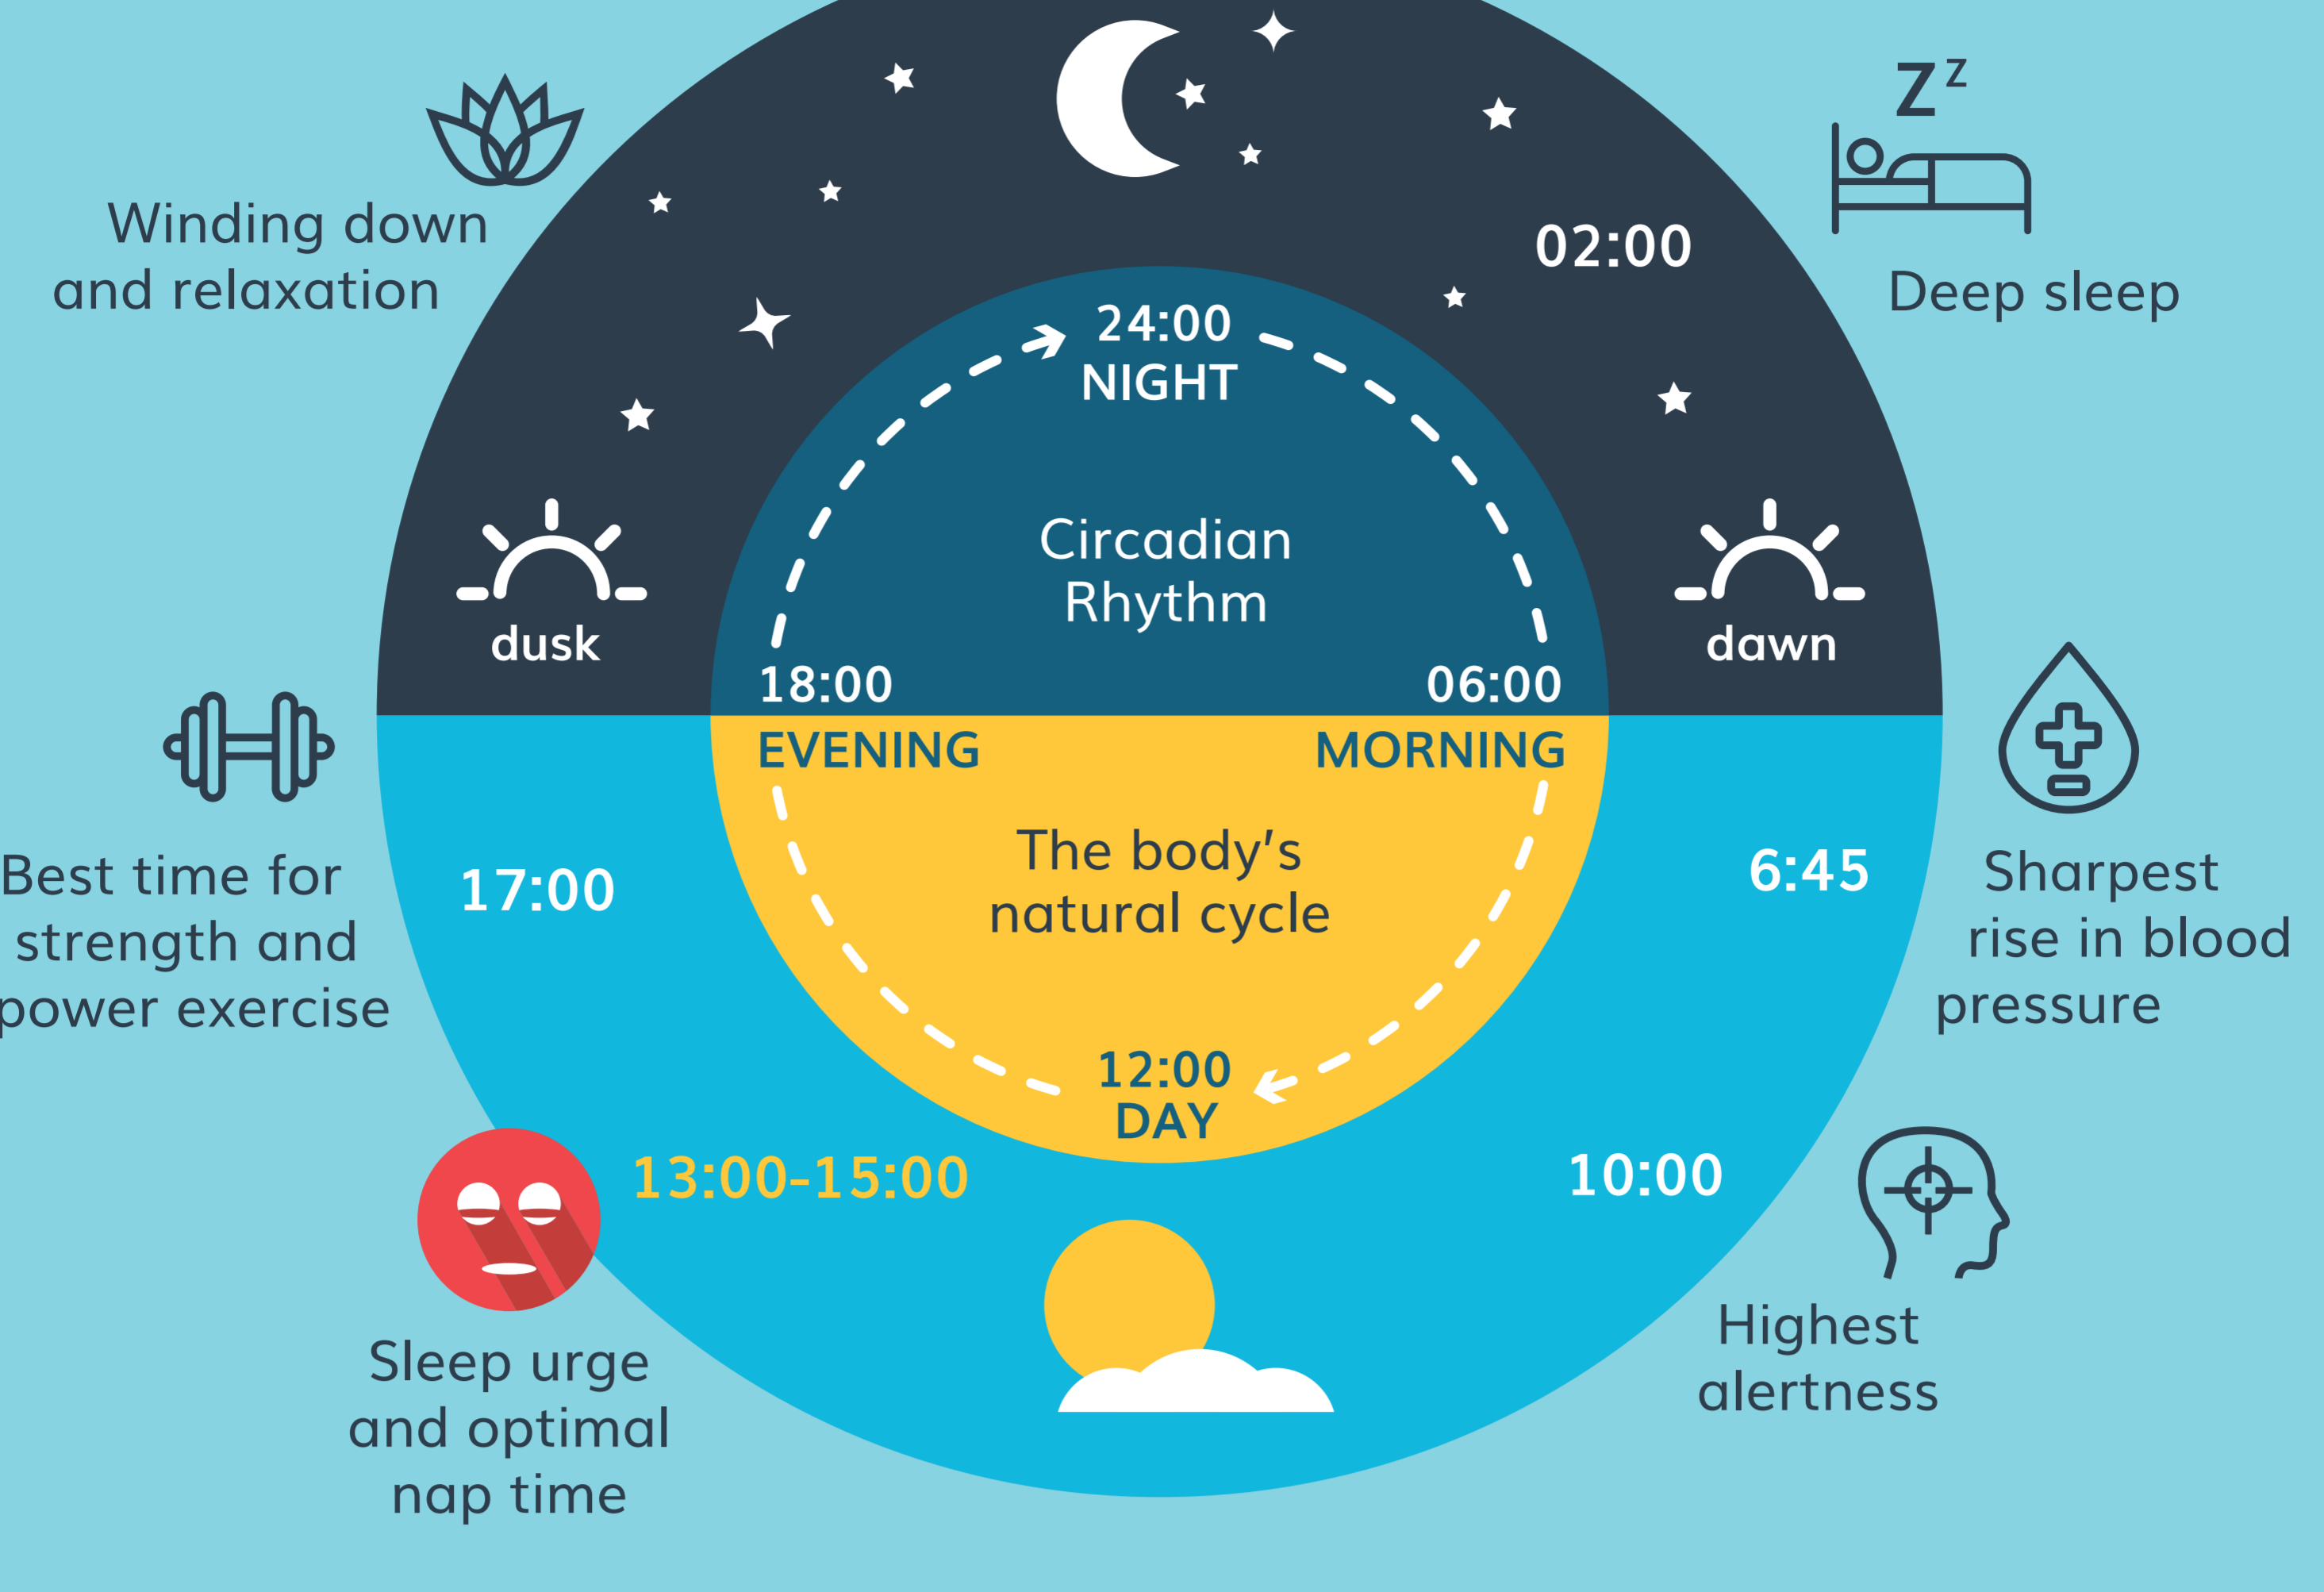 Winding down
and relaxation
z z
02:00
Deep sleep
24:00
NIGHT
Circadian
Rhythm
dusk
dawn
18:00
06:00
EVENING
MORNING
The body's
natural cycle
12:00
DAY
17:00
Best time for
strength and
power exercise
6:45
Sharpest
rise in blood
pressure
13:00-15:00
Sleep urge
and optimal
nap time
10:00
Highest
alertness